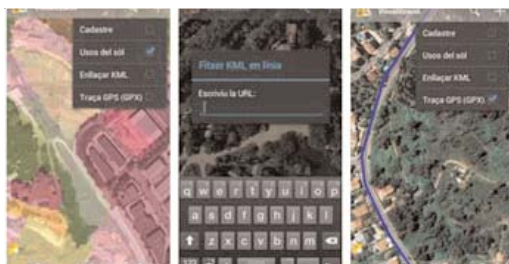 Cadastre
Usos del sòl
Enllaçar KML
Traça GPS (GPX)
Fitxer KML en línia
Escriviu la URL:
q w e r t y u i o p
a s d f g h j k l
z x c v b n m
Cadastre
Usos del sòl
Enllaçar KML
Traça GPS (GPX)